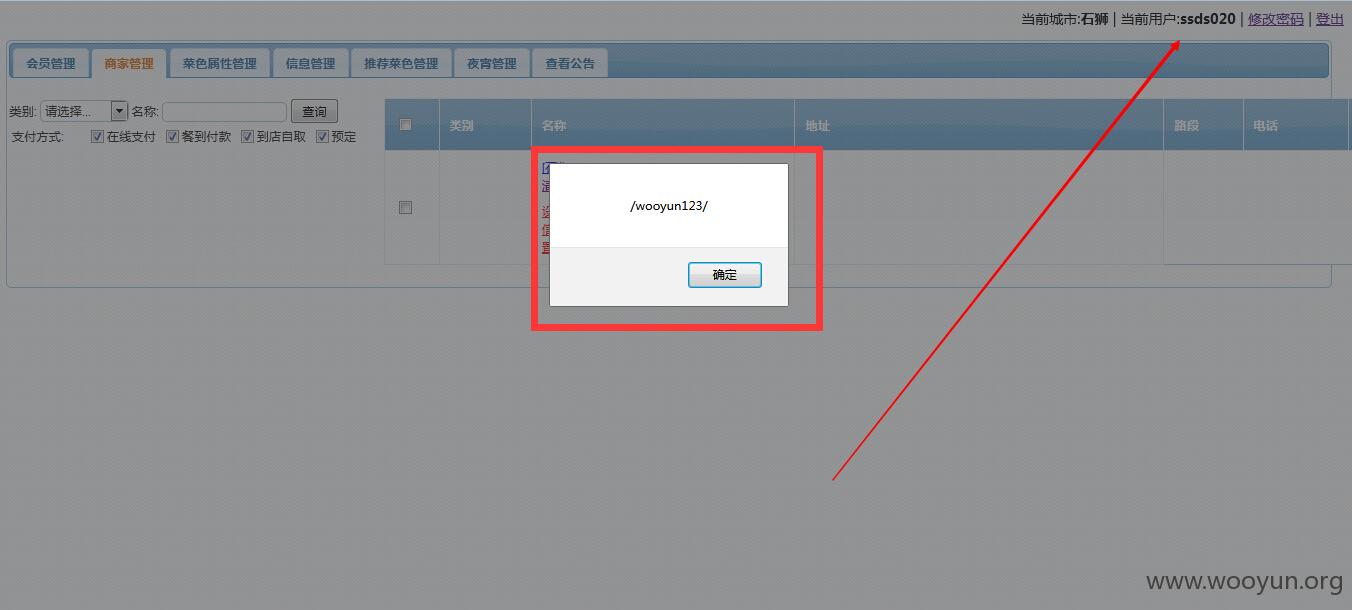 当前城市:石狮 | 当前用户:ssds020 | 修改密码 | 登出
会员管理 商家管理 菜色属性管理 信息管理 推荐菜色管理 夜宵管理 查看公告
类别: 请选择... 名称: 查询
支付方式: 在线支付 餐到付款 到店自取 预定
类别 名称 地址 路段 电话
/wooyun123/
确定
www.wooyun.org